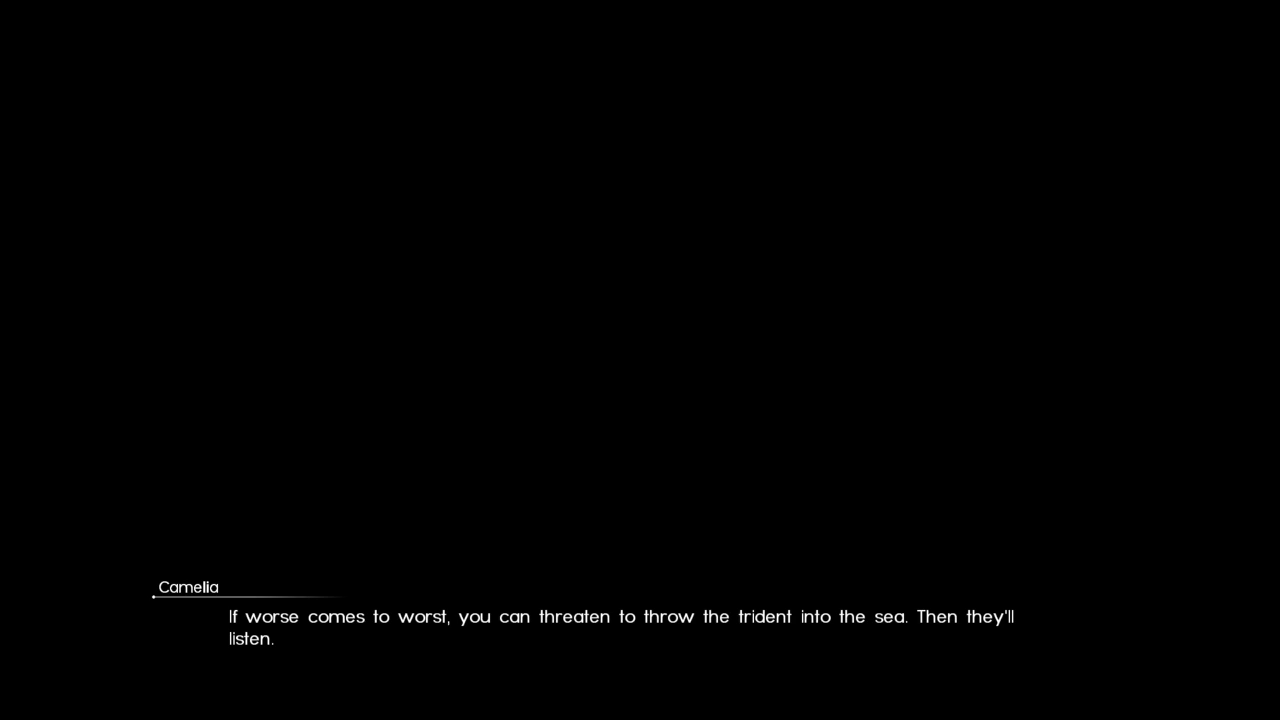 Camelia
If worse comes to worst, you can threaten to throw the trident into the sea. Then they'll
listen.